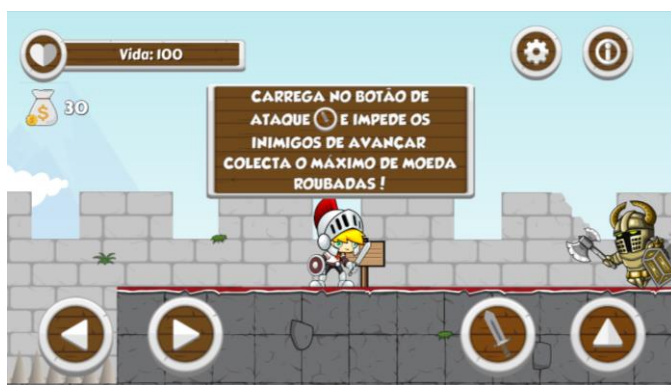 Vida: 100
30
CARREGA NO BOTÃO DE
ATAQUE E IMPEDE OS
INIMIGOS DE AVANÇAR
COLECTA O MÁXIMO DE MOEDA
ROUBADAS!